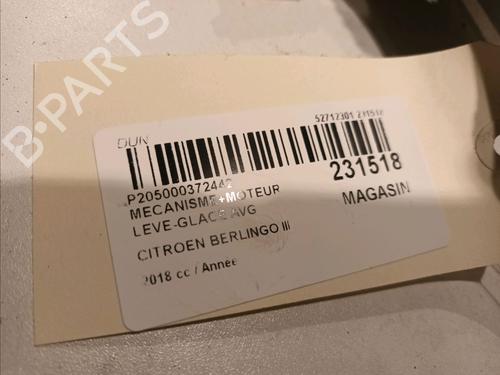 B-PARTS
DUN
52712301 231518
P205000372442
231518
MECANISME+MOTEUR
MAGASIN
LEVE-GLACE AVG
CITROEN BERLINGO III
2018 cc / Année